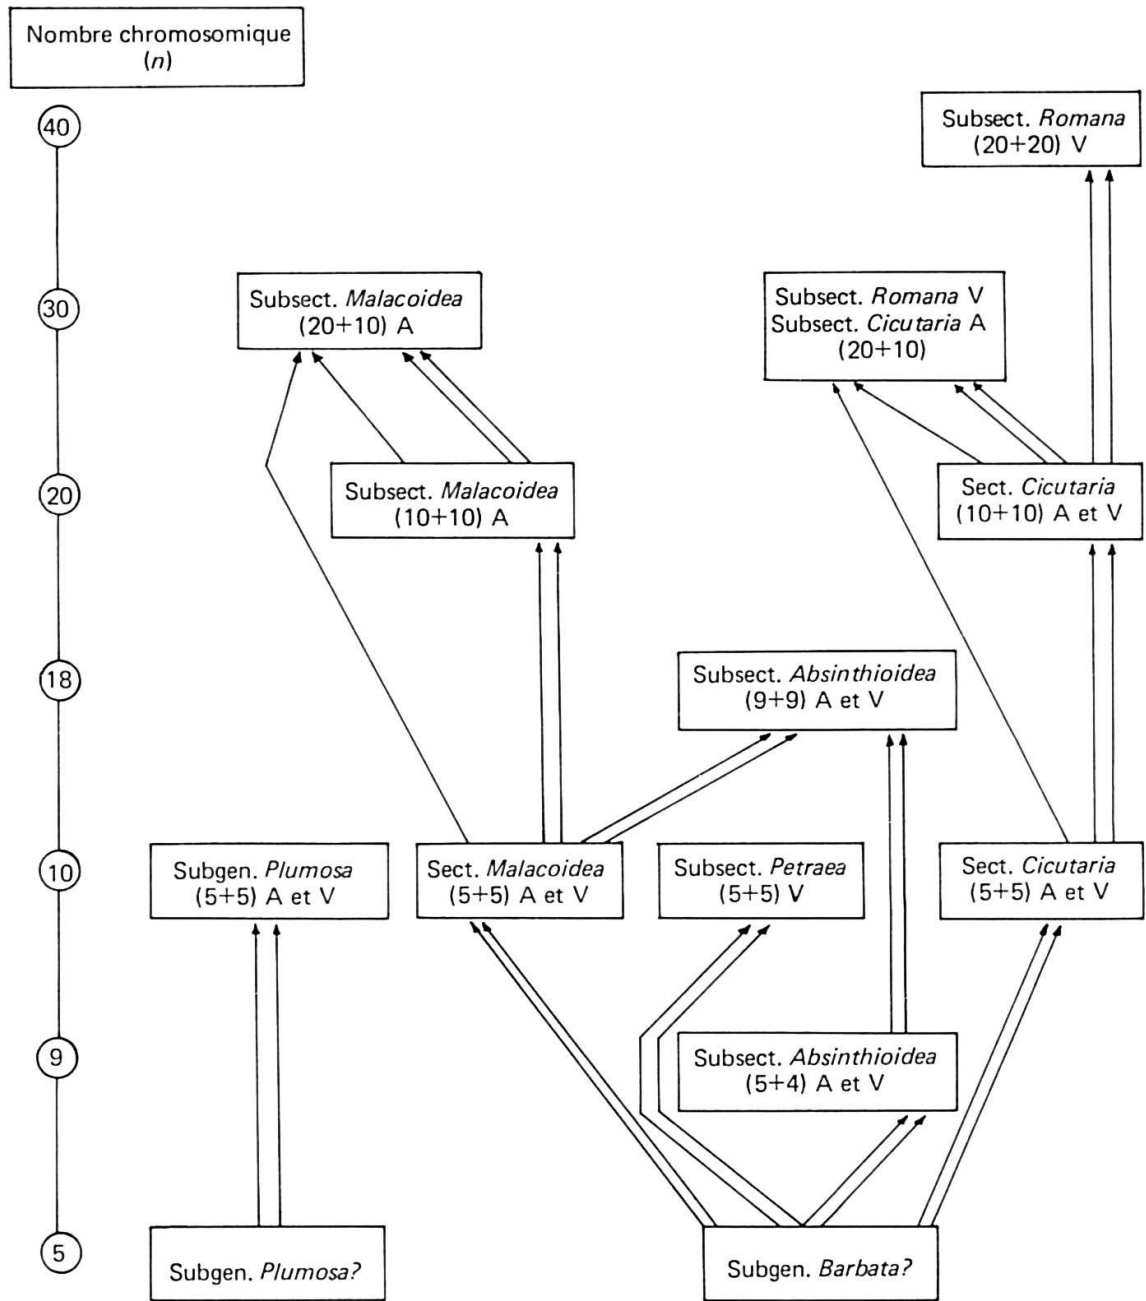 Nombre chromosomique
(n)
40
Subsect. Romana
(20+20) V
30
Subsect. Malacoidea
(20+10) A
Subsect. Romana V
Subsect. Cicutaria A
(20+10)
20
Subsect. Malacoidea
(10+10) A
Sect. Cicutaria
(10+10) A et V
18
Subsect. Absinthioidea
(9+9) A et V
10
Subgen. Plumosa
(5+5) A et V
Sect. Malacoidea
(5+5) A et V
Subsect. Petraea
(5+5) V
Sect. Cicutaria
(5+5) A et V
9
Subsect. Absinthioidea
(5+4) A et V
5
Subgen. Plumosa?
Subgen. Barbata?